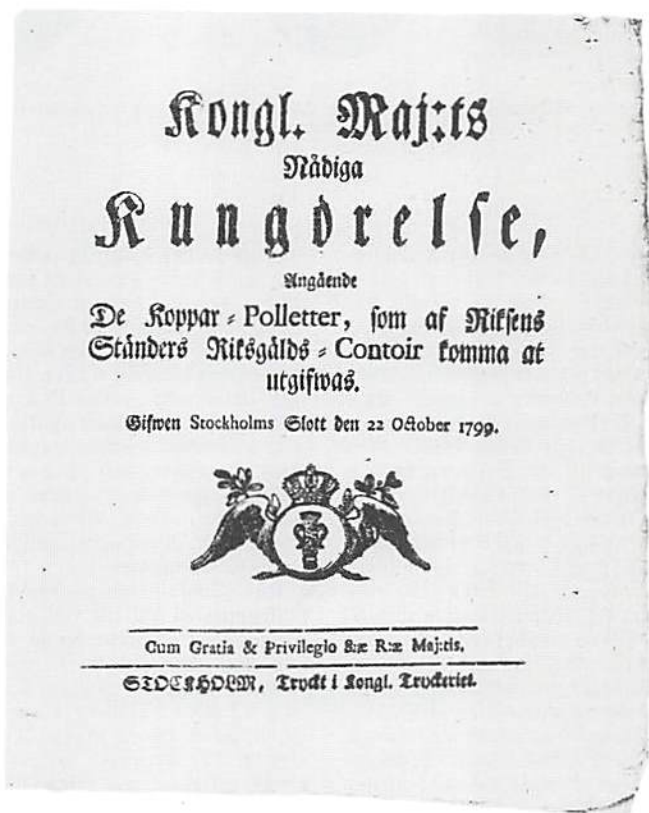 Kongl. Maj:ts
Nådiga
Kungörelse,
Angående
De Koppar-Polletter, som af Riksens
Ständers Riksgälds-Contoir komma at
utgifwas.
Gifwen Stockholms Slott den 22 October 1799.
Cum Gratia & Privilegio S:æ R:æ Maj:tis.
STOCKHOLM, Tryckt i Kongl. Tryckeriet.